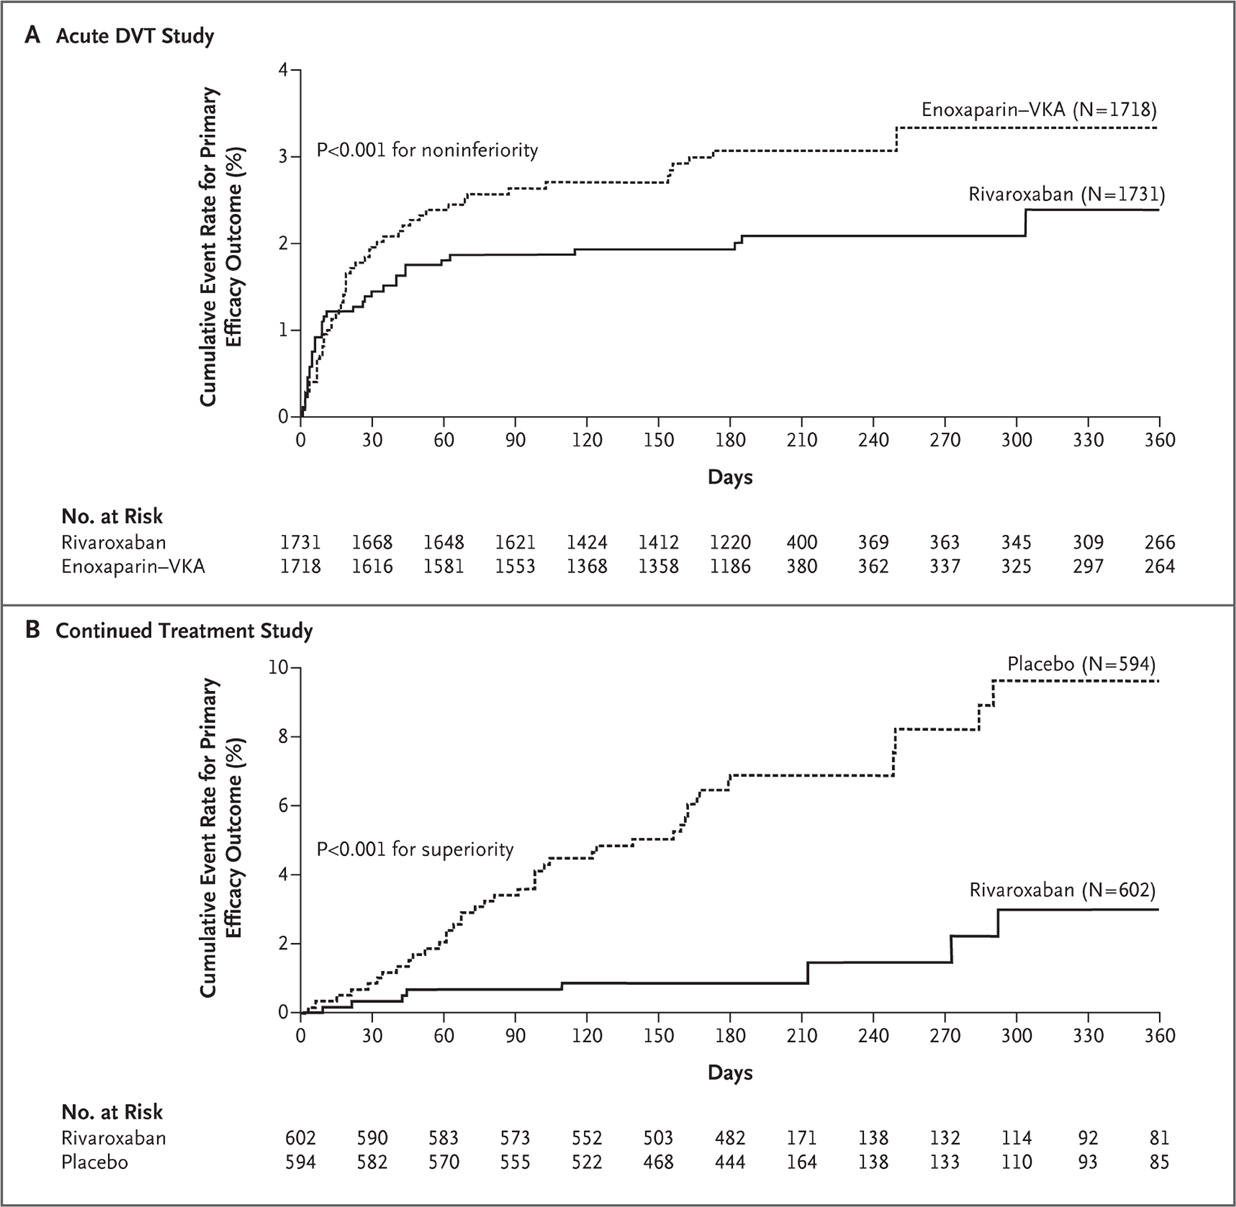 A Acute DVT Study
Cumulative Event Rate for Primary
Efficacy Outcome (%)
4
3
2
1
0
P<0.001 for noninferiority
Enoxaparin–VKA (N=1718)
Rivaroxaban (N=1731)
0 30 60 90 120 150 180 210 240 270 300 330 360
Days
No. at Risk
Rivaroxaban 1731 1668 1648 1621 1424 1412 1220 400 369 363 345 309 266
Enoxaparin–VKA 1718 1616 1581 1553 1368 1358 1186 380 362 337 325 297 264
B Continued Treatment Study
Cumulative Event Rate for Primary
Efficacy Outcome (%)
10
8
6
4
2
0
Placebo (N=594)
P<0.001 for superiority
Rivaroxaban (N=602)
0 30 60 90 120 150 180 210 240 270 300 330 360
Days
No. at Risk
Rivaroxaban 602 590 583 573 552 503 482 171 138 132 114 92 81
Placebo 594 582 570 555 522 468 444 164 138 133 110 93 85